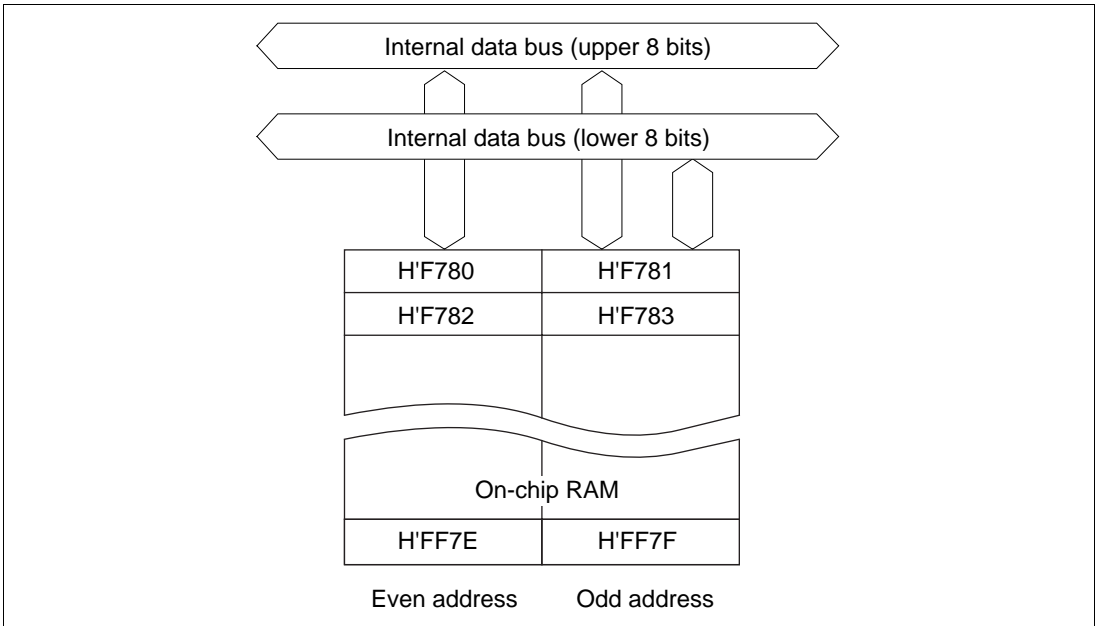 Internal data bus (upper 8 bits)
Internal data bus (lower 8 bits)
H'F780 H'F781
H'F782 H'F783
On-chip RAM
H'FF7E H'FF7F
Even address Odd address